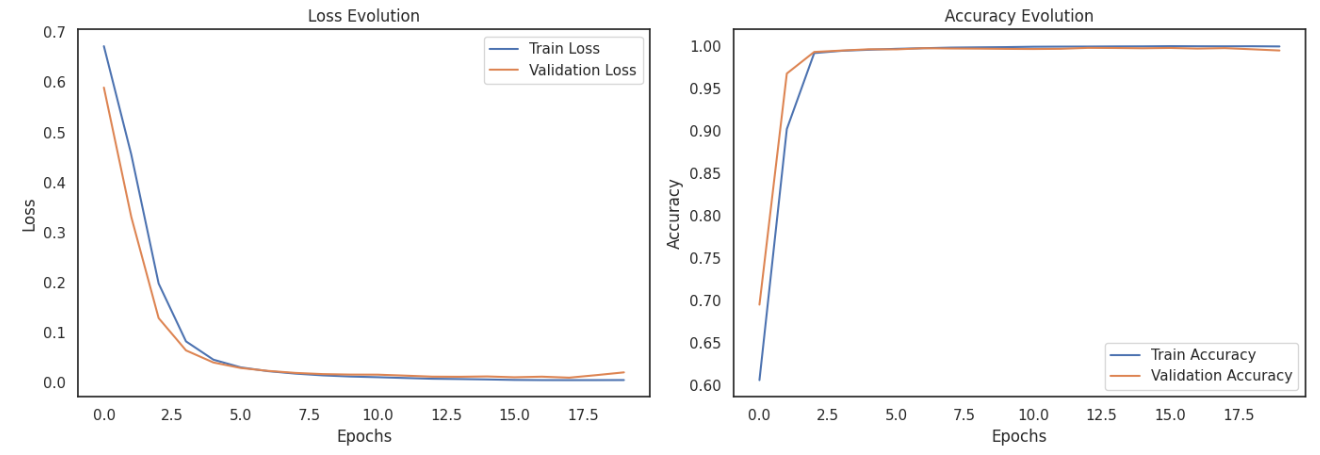 Loss Evolution
0.7
0.6
0.5
0.4
0.3
0.2
0.1
0.0
Loss
Train Loss
Validation Loss
0.0 2.5 5.0 7.5 10.0 12.5 15.0 17.5
Epochs
Accuracy Evolution
1.00
0.95
0.90
0.85
0.80
0.75
0.70
0.65
0.60
Accuracy
Train Accuracy
Validation Accuracy
0.0 2.5 5.0 7.5 10.0 12.5 15.0 17.5
Epochs